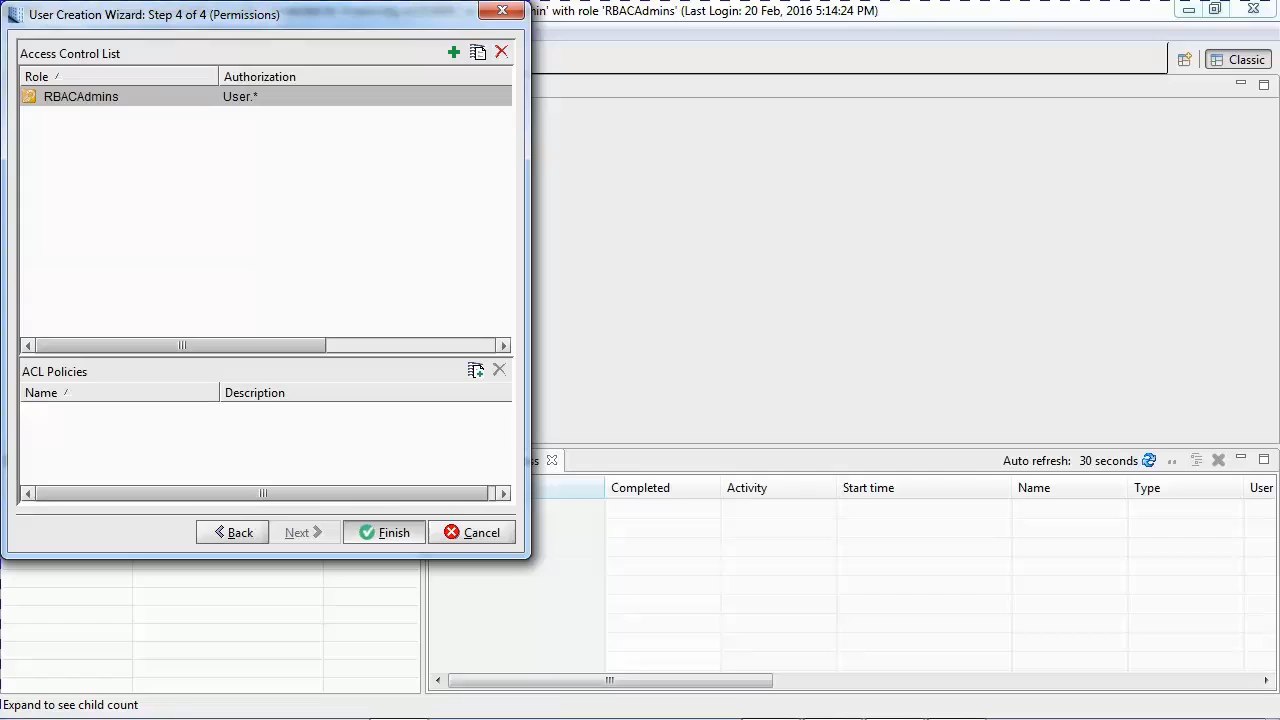 User Creation Wizard: Step 4 of 4 (Permissions)
in' with role 'RBACAdmins' (Last Login: 20 Feb, 2016 5:14:24 PM)
Classic
Access Control List
Role Authorization
RBACAdmins User.*
ACL Policies
Name Description
Back Next Finish Cancel
Auto refresh: 30 seconds
Completed Activity Start time Name Type User
Expand to see child count